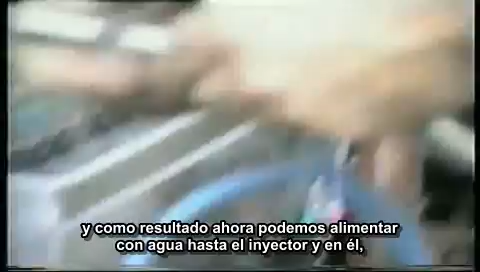 y como resultado ahora podemos alimentar
con agua hasta el inyector y en él,